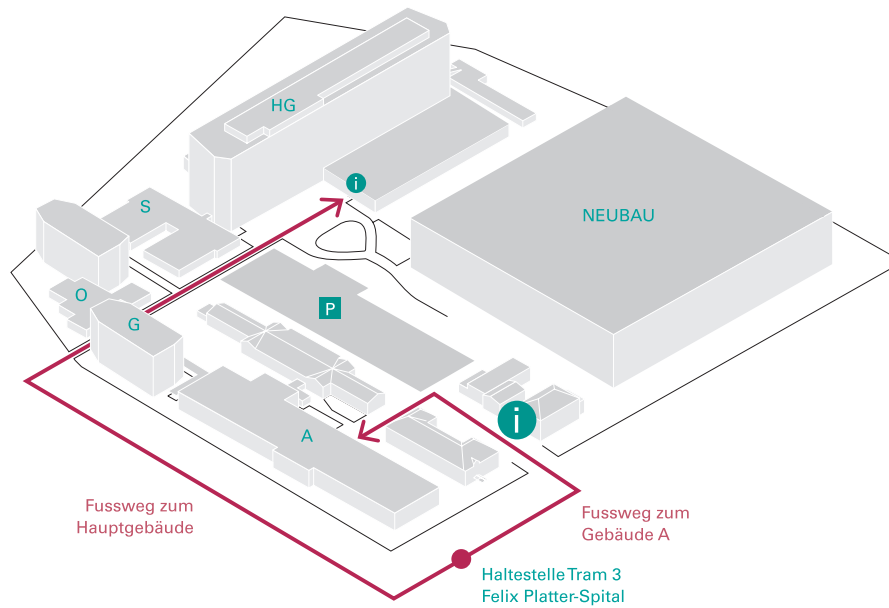 HG
i
S
NEUBAU
O
P
G
i
A
Fussweg zum
Hauptgebäude
Fussweg zum
Gebäude A
Haltestelle Tram 3
Felix Platter-Spital